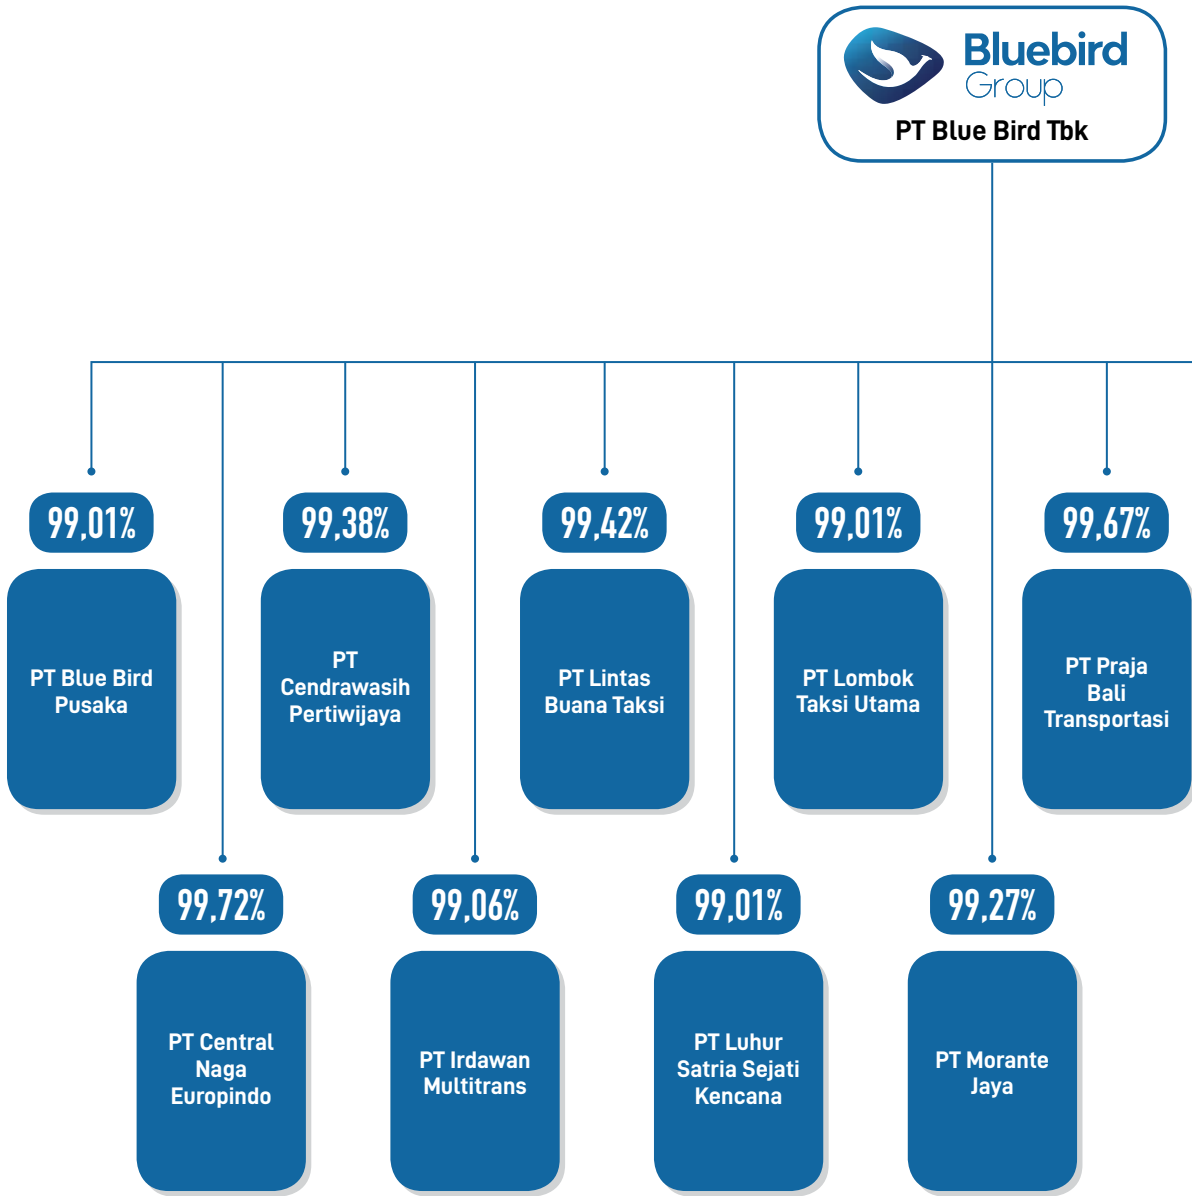 Bluebird
Group
PT Blue Bird Tbk
99,01%
99,38%
99,42%
99,01%
99,67%
PT Blue Bird
Pusaka
PT
Cendrawasih
Pertiwijaya
PT Lintas
Buana Taksi
PT Lombok
Taksi Utama
PT Praja
Bali
Transportasi
99,72%
99,06%
99,01%
99,27%
PT Central
Naga
Europindo
PT Irdawan
Multitrans
PT Luhur
Satria Sejati
Kencana
PT Morante
Jaya